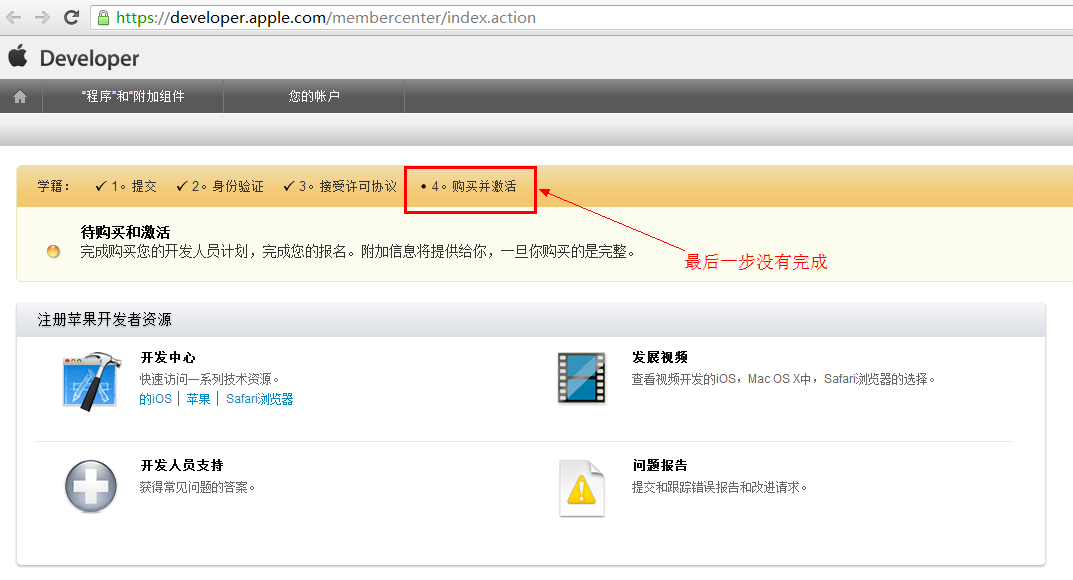 https://developer.apple.com/membercenter/index.action
Developer
"程序"和"附加组件 您的帐户
学籍： ✓ 1。提交 ✓ 2。身份验证 ✓ 3。接受许可协议 • 4。购买并激活
待购买和激活
完成购买您的开发人员计划，完成您的报名。附加信息将提供给你，一旦你购买的是完整。
最后一步没有完成
注册苹果开发者资源
开发中心
快速访问一系列技术资源。
的iOS | 苹果 | Safari浏览器
发展视频
查看视频开发的iOS，Mac OS X中，Safari浏览器的选择。
开发人员支持
获得常见问题的答案。
问题报告
提交和跟踪错误报告和改进请求。